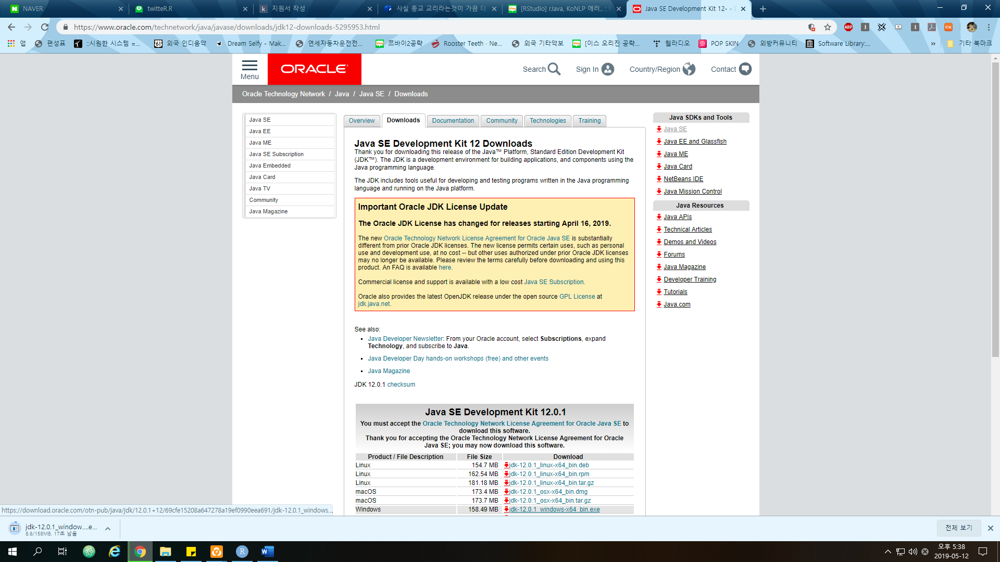 NAVER
twitteR.R
지원서 작성
사실 종교 교리라는것이 가끔 대
[RStudio] rJava, KoNLP 에러.. : 네
Java SE Development Kit 12- - D
https://www.oracle.com/technetwork/java/javase/downloads/jdk12-downloads-5295953.html
앱
편성표
::시원한 시스템 =...
외국 인디음악
Dream Selfy - Mak...
연세자동차운전전...
쯔바이2공략
Rooster Teeth · Ne...
외국 기타악보
[이스 오리진 공략...
웹라디오
POP SKIN
외방커뮤니티
Software Library:...
»
기타 북마크
Menu
ORACLE
Search
Sign In
Country/Region
Contact
Oracle Technology Network / Java / Java SE / Downloads
Java SE
Java EE
Java ME
Java SE Subscription
Java Embedded
Java Card
Java TV
Community
Java Magazine
Overview
Downloads
Documentation
Community
Technologies
Training
Java SE Development Kit 12 Downloads
Thank you for downloading this release of the Java™ Platform, Standard Edition Development Kit
(JDK™). The JDK is a development environment for building applications, and components using the
Java programming language.
The JDK includes tools useful for developing and testing programs written in the Java programming
language and running on the Java platform.
Important Oracle JDK License Update
The Oracle JDK License has changed for releases starting April 16, 2019.
The new Oracle Technology Network License Agreement for Oracle Java SE is substantially
different from prior Oracle JDK licenses. The new license permits certain uses, such as personal
use and development use, at no cost -- but other uses authorized under prior Oracle JDK licenses
may no longer be available. Please review the terms carefully before downloading and using this
product. An FAQ is available here.
Commercial license and support is available with a low cost Java SE Subscription.
Oracle also provides the latest OpenJDK release under the open source GPL License at
jdk.java.net.
See also:
Java Developer Newsletter: From your Oracle account, select Subscriptions, expand
Technology, and subscribe to Java.
Java Developer Day hands-on workshops (free) and other events
Java Magazine
JDK 12.0.1 checksum
Java SE Development Kit 12.0.1
You must accept the Oracle Technology Network License Agreement for Oracle Java SE to
download this software.
Thank you for accepting the Oracle Technology Network License Agreement for Oracle
Java SE; you may now download this software.
Product / File Description File Size Download
Linux 154.7 MB jdk-12.0.1_linux-x64_bin.deb
Linux 162.54 MB jdk-12.0.1_linux-x64_bin.rpm
Linux 181.18 MB jdk-12.0.1_linux-x64_bin.tar.gz
macOS 173.4 MB jdk-12.0.1_osx-x64_bin.dmg
macOS 173.7 MB jdk-12.0.1_osx-x64_bin.tar.gz
Windows 158.49 MB jdk-12.0.1_windows-x64_bin.exe
Java SDKs and Tools
Java SE
Java EE and Glassfish
Java ME
Java Card
NetBeans IDE
Java Mission Control
Java Resources
Java APIs
Technical Articles
Demos and Videos
Forums
Java Magazine
Developer Training
Tutorials
Java.com
https://download.oracle.com/otn-pub/java/jdk/12.0.1+12/69cfe15208a647278a19ef0990eea691/jdk-12.0.1_windows...
jdk-12.0.1_window....e...
8.8/158MB, 17초 남음
전체 보기
오후 5:38
2019-05-12